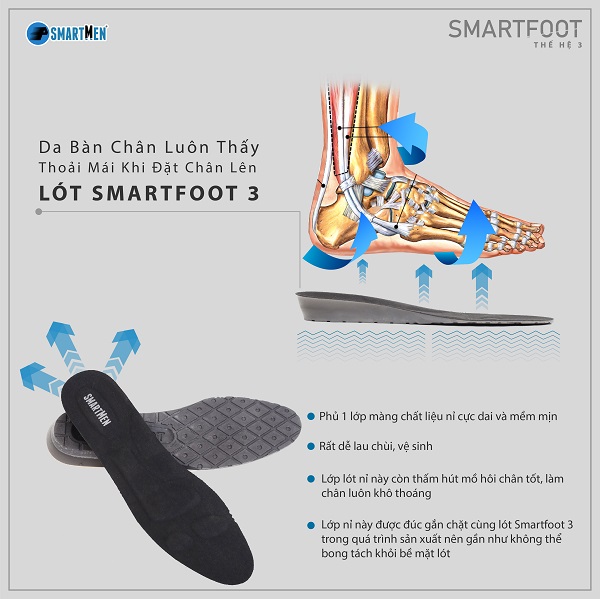 SMARTMEN
SMARTFOOT
THẾ HỆ 3
Da Bàn Chân Luôn Thấy
Thoải Mái Khi Đặt Chân Lên
LÓT SMARTFOOT 3
SMARTMEN
Phủ 1 lớp màng chất liệu nỉ cực dai và mềm mịn
Rất dễ lau chùi, vệ sinh
Lớp lót nỉ này còn thấm hút mồ hôi chân tốt, làm
chân luôn khô thoáng
Lớp nỉ này được đúc gắn chặt cùng lót Smartfoot 3
trong quá trình sản xuất nên gần như không thể
bong tách khỏi bề mặt lót